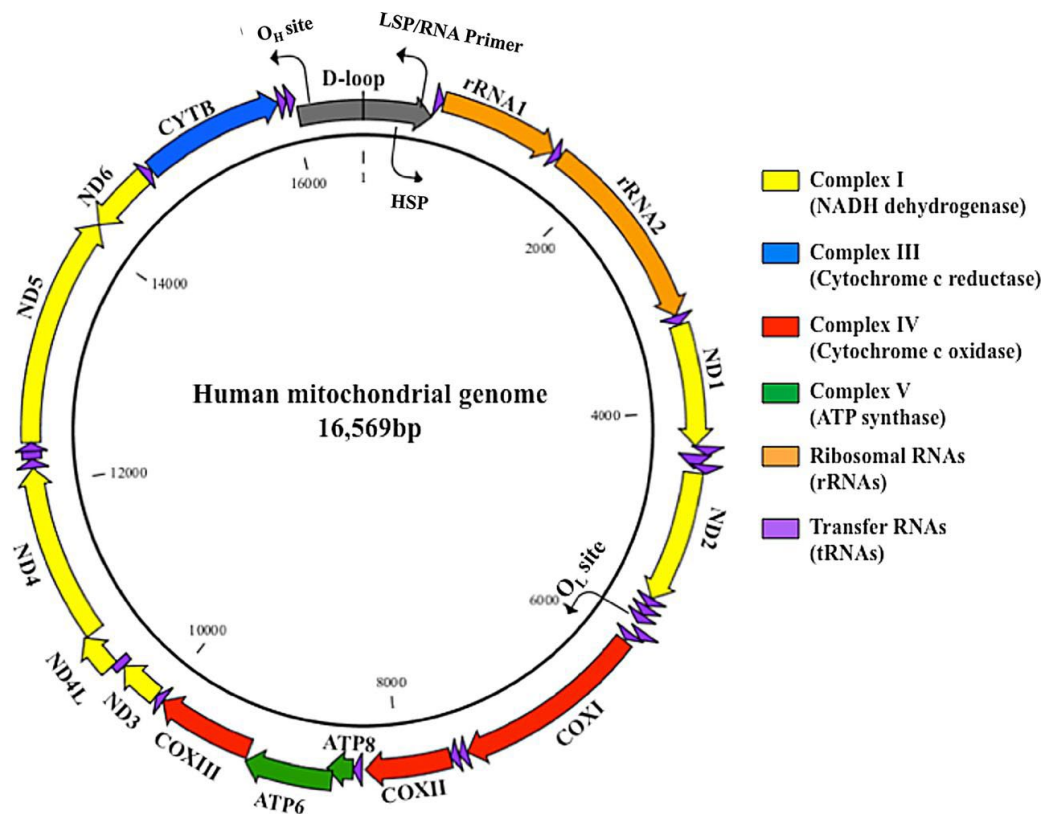 O_H site
LSP/RNA Primer
D-loop
rRNA1
CYTB
rRNA2
ND6
16000
1
HSP
2000
14000
ND5
ND1
Human mitochondrial genome
16,569bp
4000
12000
ND2
ND4
O_L site
6000
10000
8000
ND4L
ND3
COXIII
ATP8
ATP6
COXII
COXI
Complex I
(NADH dehydrogenase)
Complex III
(Cytochrome c reductase)
Complex IV
(Cytochrome c oxidase)
Complex V
(ATP synthase)
Ribosomal RNAs
(rRNAs)
Transfer RNAs
(tRNAs)